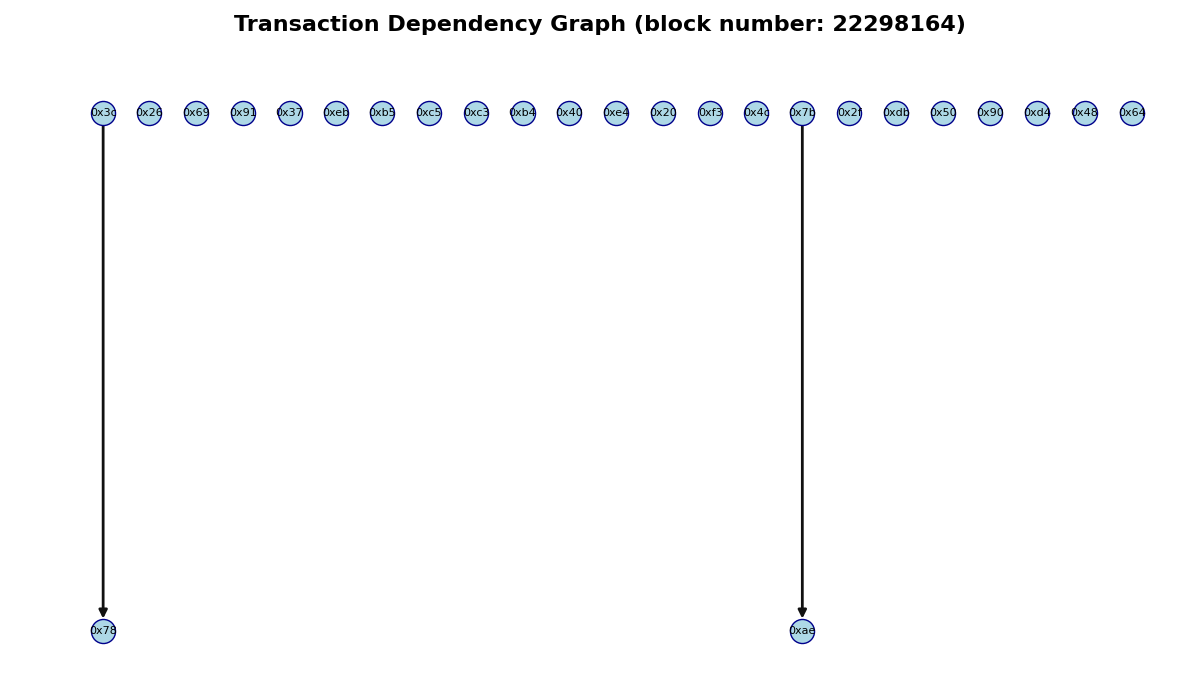 Transaction Dependency Graph (block number: 22298164)
0x3c 0x26 0x69 0x91 0x37 0xeb 0xb5 0xc5 0xc3 0xb4 0x40 0xe4 0x20 0xf3 0x4c 0x7b 0x2f 0xdb 0x50 0x90 0xd4 0x48 0x64
0x78 0xae